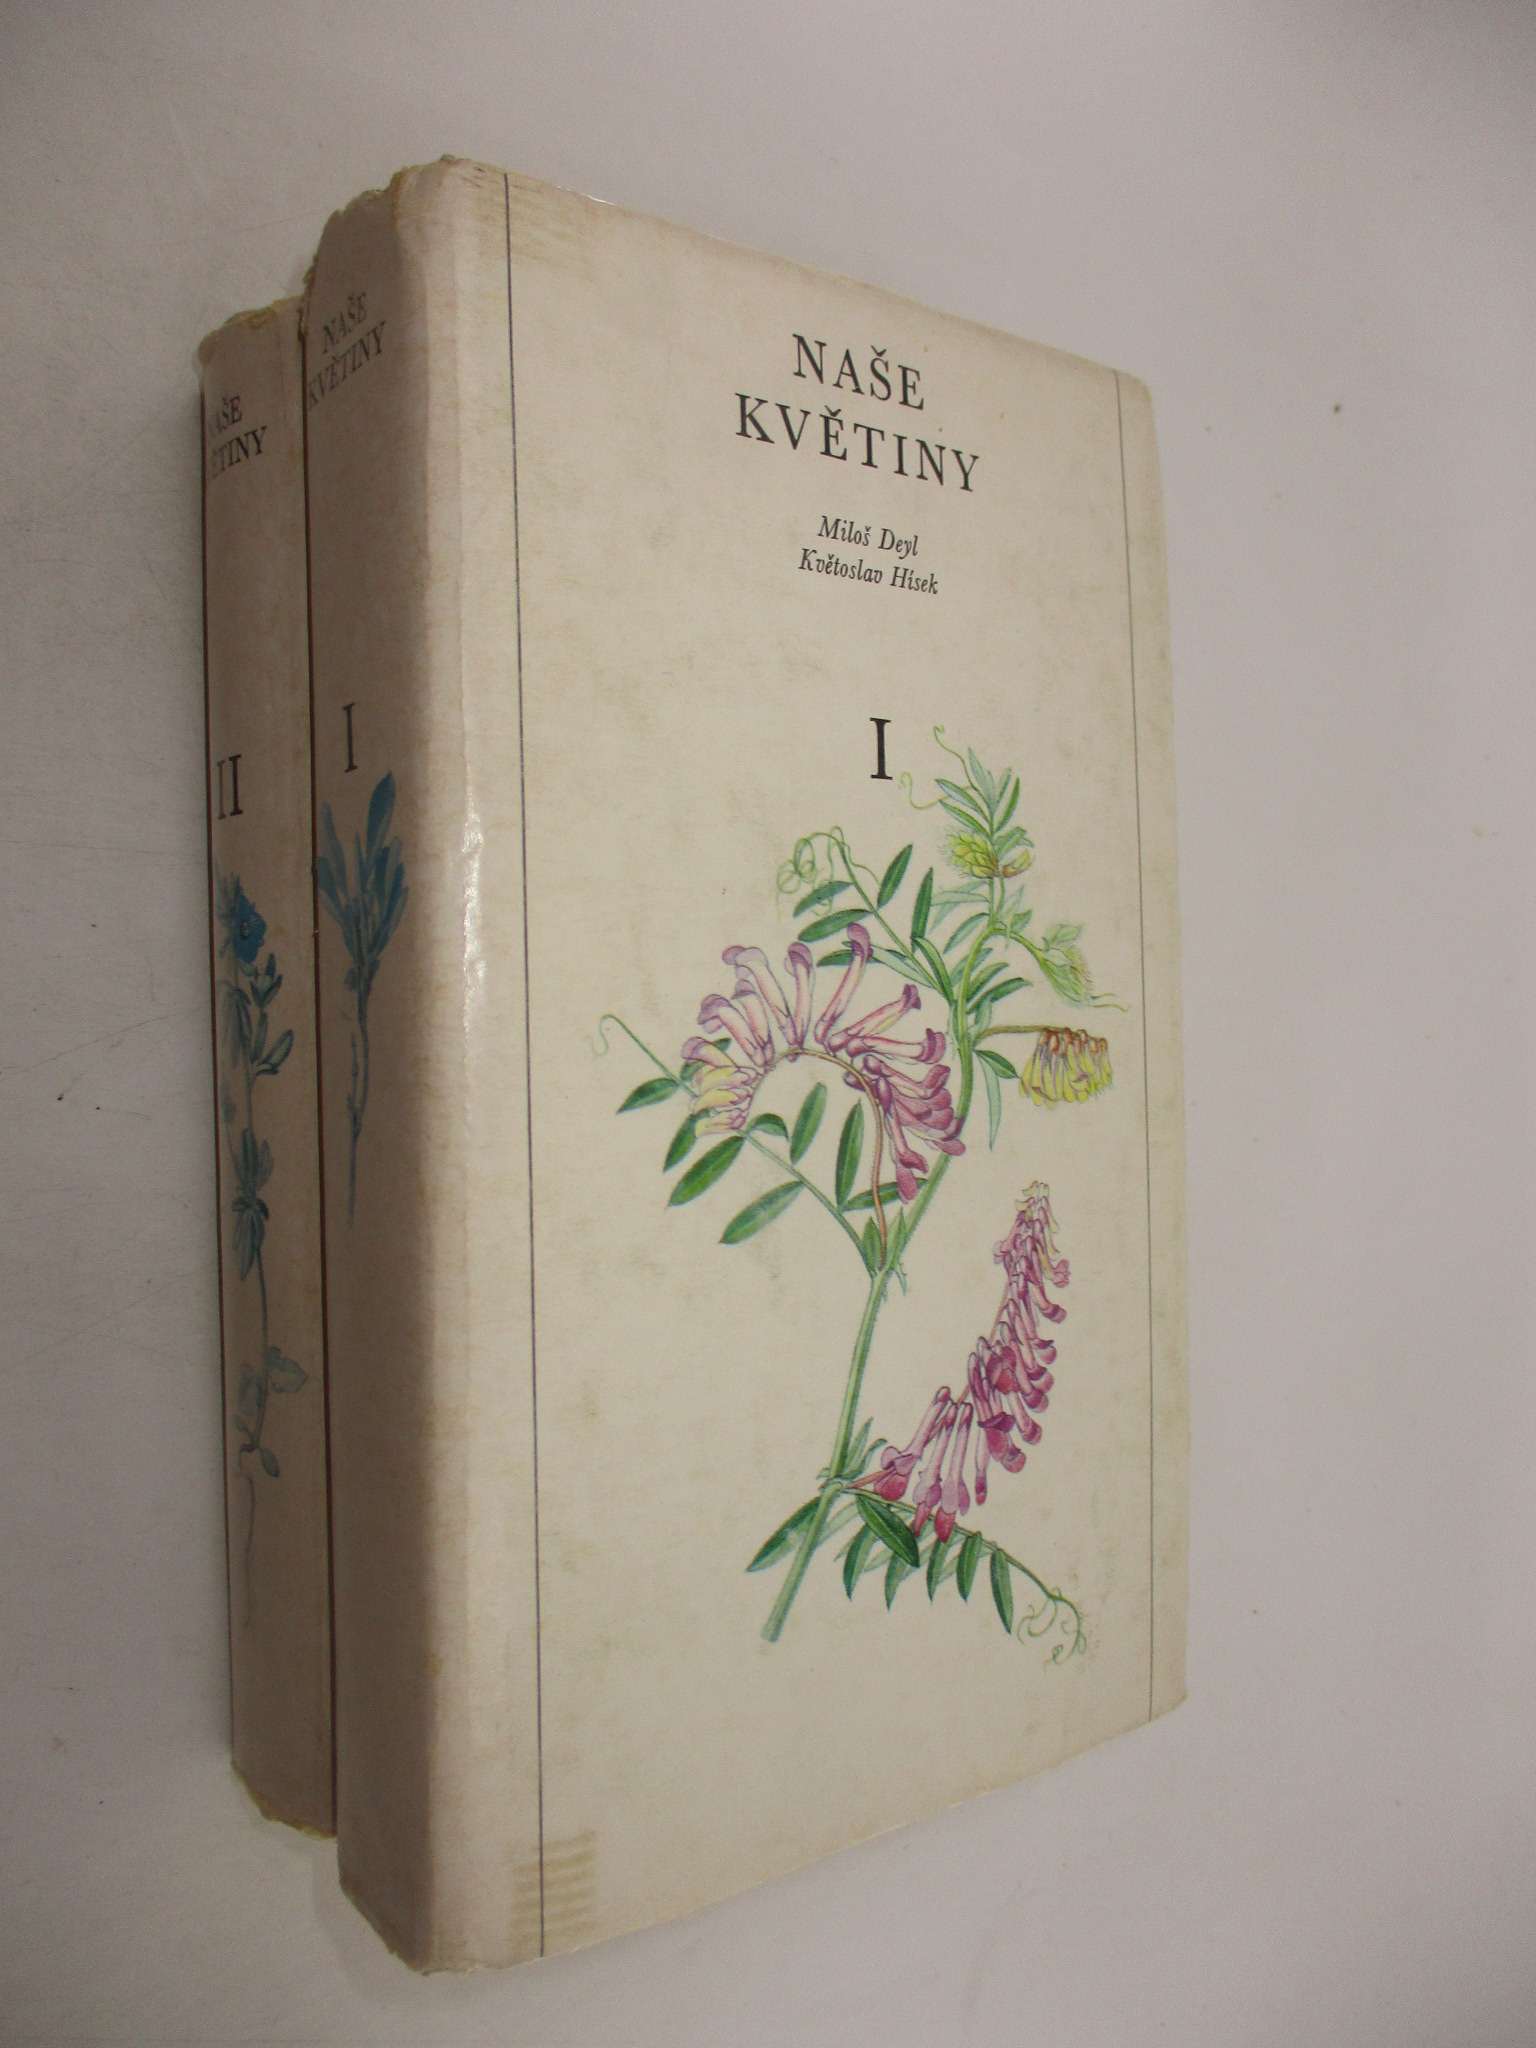 NAŠE
KVĚTINY
Miloš Deyl
Květoslav Hísek
I
NAŠE
KVĚTINY
I
II